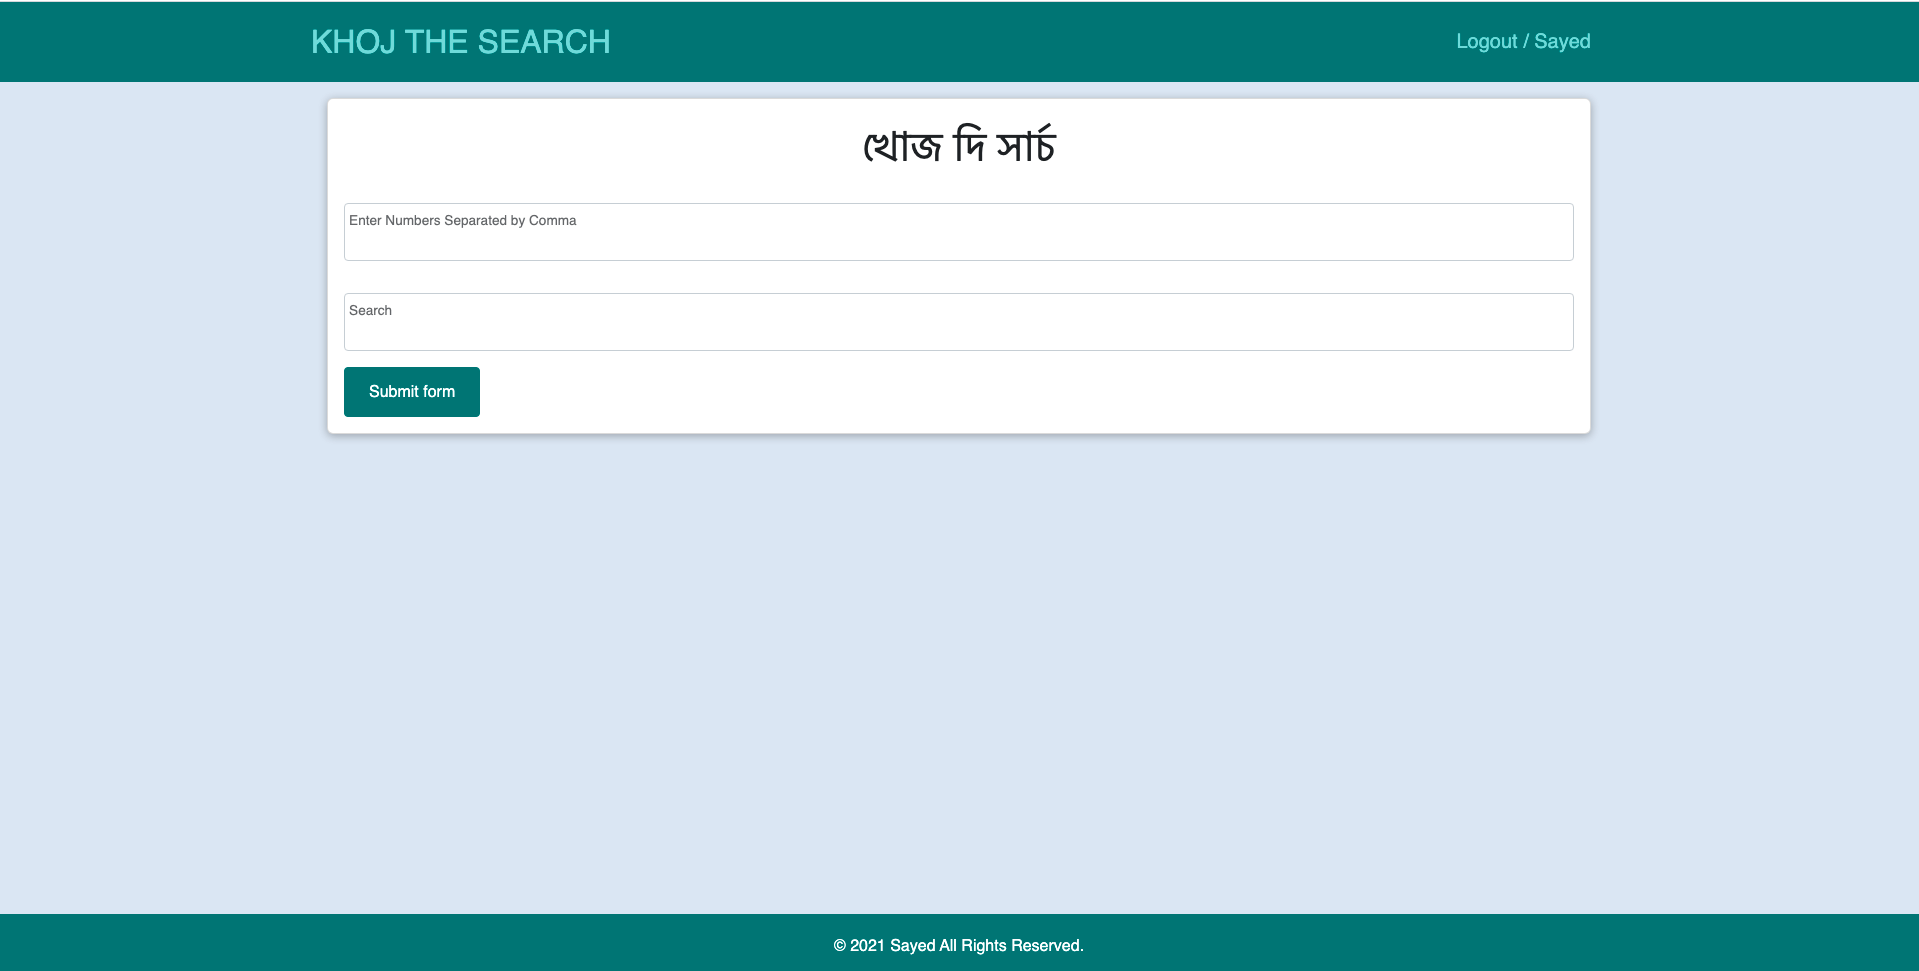 KHOJ THE SEARCH
Logout / Sayed
খোজ দি সার্চ
Enter Numbers Separated by Comma
Search
Submit form
© 2021 Sayed All Rights Reserved.